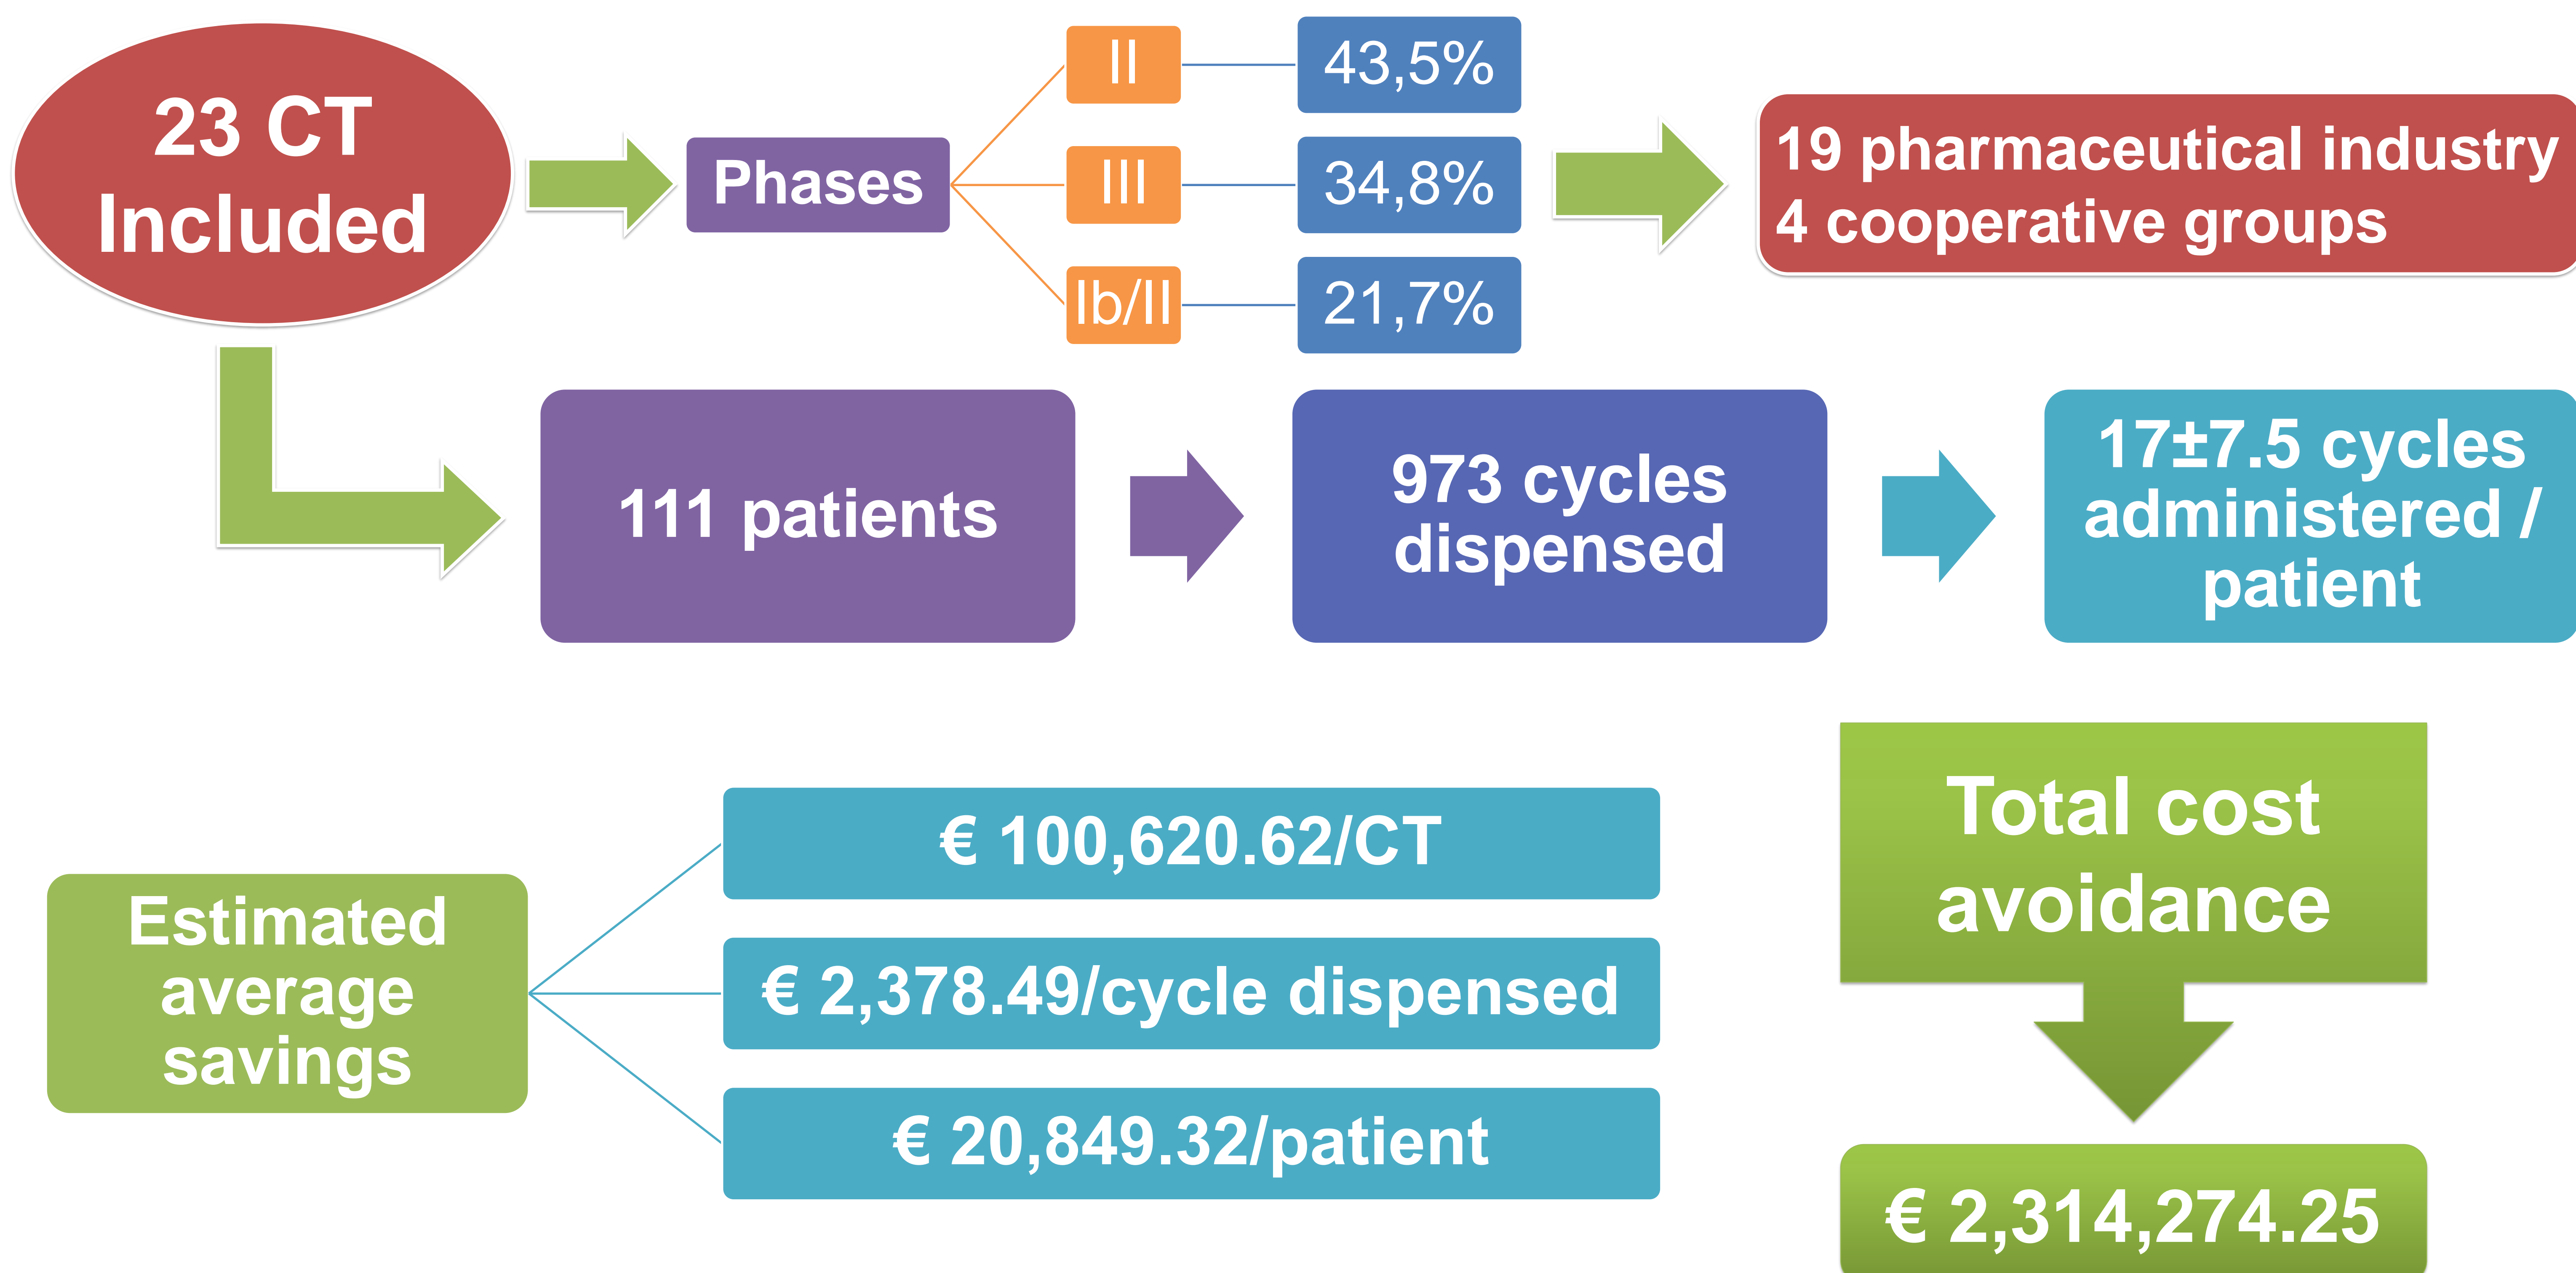 23 CT
Included
Phases
II
43,5%
III
34,8%
Ib/II
21,7%
19 pharmaceutical industry
4 cooperative groups
111 patients
973 cycles
dispensed
17±7.5 cycles
administered /
patient
Estimated
average
savings
€ 100,620.62/CT
€ 2,378.49/cycle dispensed
€ 20,849.32/patient
Total cost
avoidance
€ 2,314,274.25